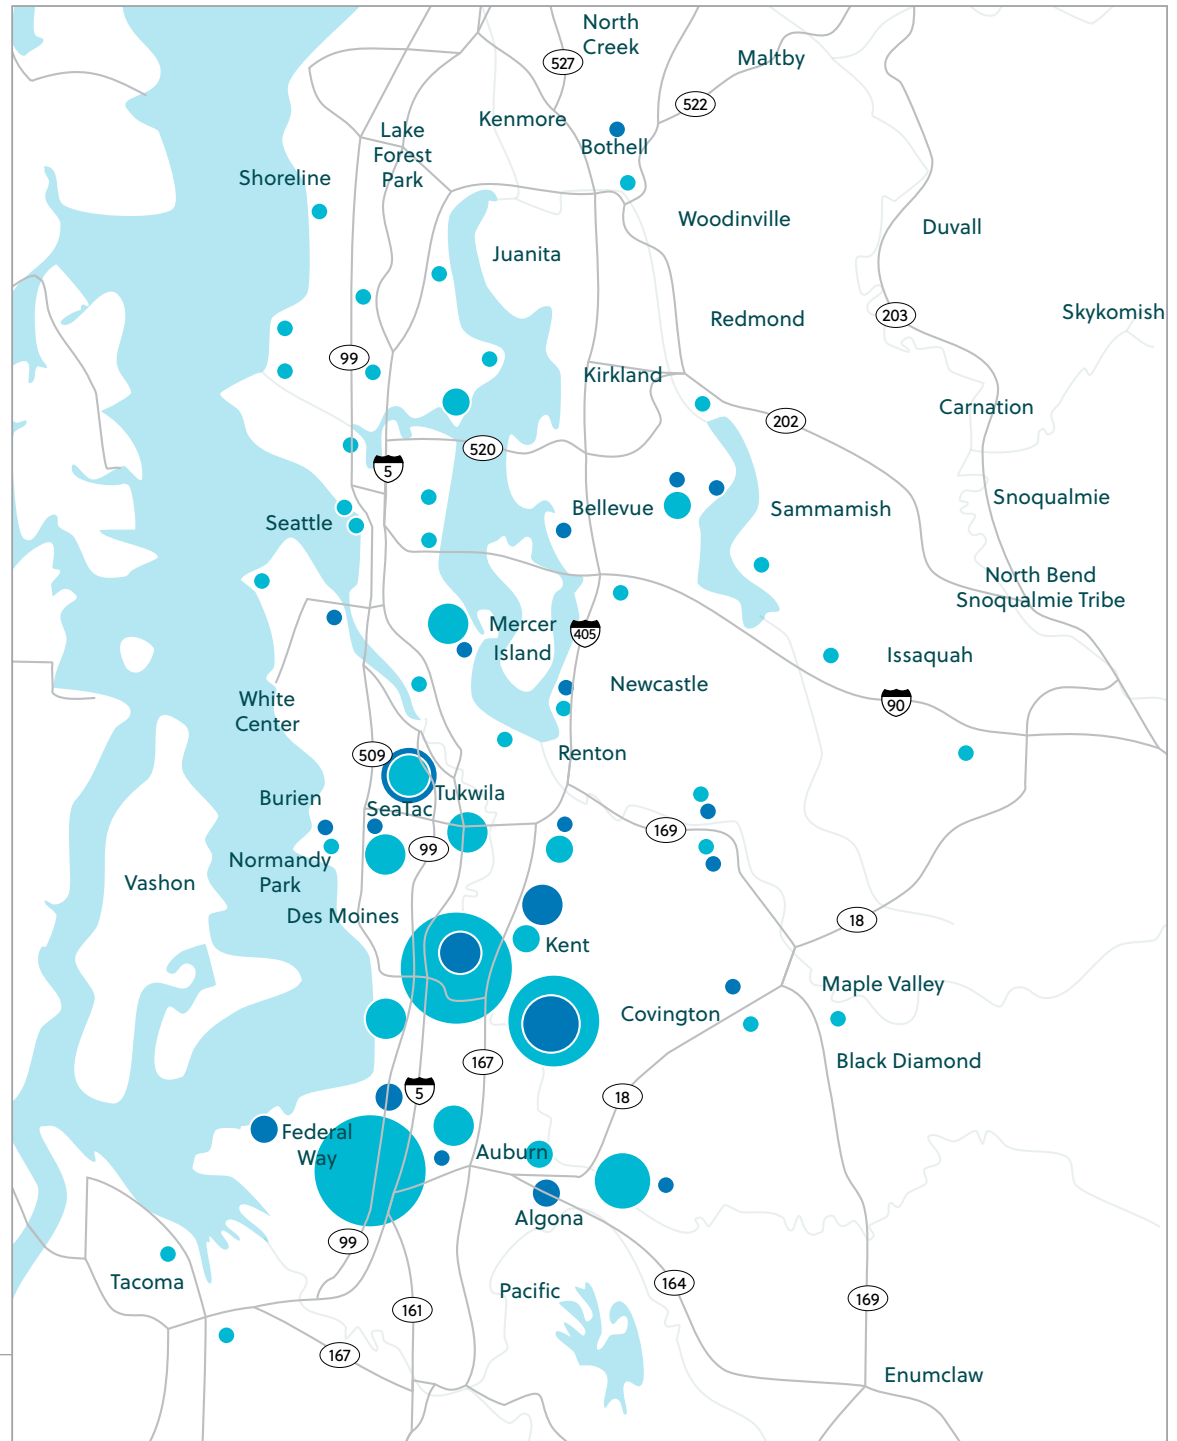 North
Creek
527
Maltby
522
Kenmore
Lake
Forest
Park
Bothell
Shoreline
Woodinville
Duvall
Juanita
203
Skykomish
Redmond
99
Kirkland
Carnation
202
520
5
Snoqualmie
Bellevue
Sammamish
Seattle
North Bend
Snoqualmie Tribe
Mercer
Island
405
Issaquah
Newcastle
White
Center
90
509
Renton
Tukwila
Burien
SeaTac
169
99
Normandy
Park
Vashon
Des Moines
18
Kent
Maple Valley
Covington
Black Diamond
167
5
18
Federal
Way
Auburn
Algona
99
Tacoma
Pacific
164
161
169
167
Enumclaw